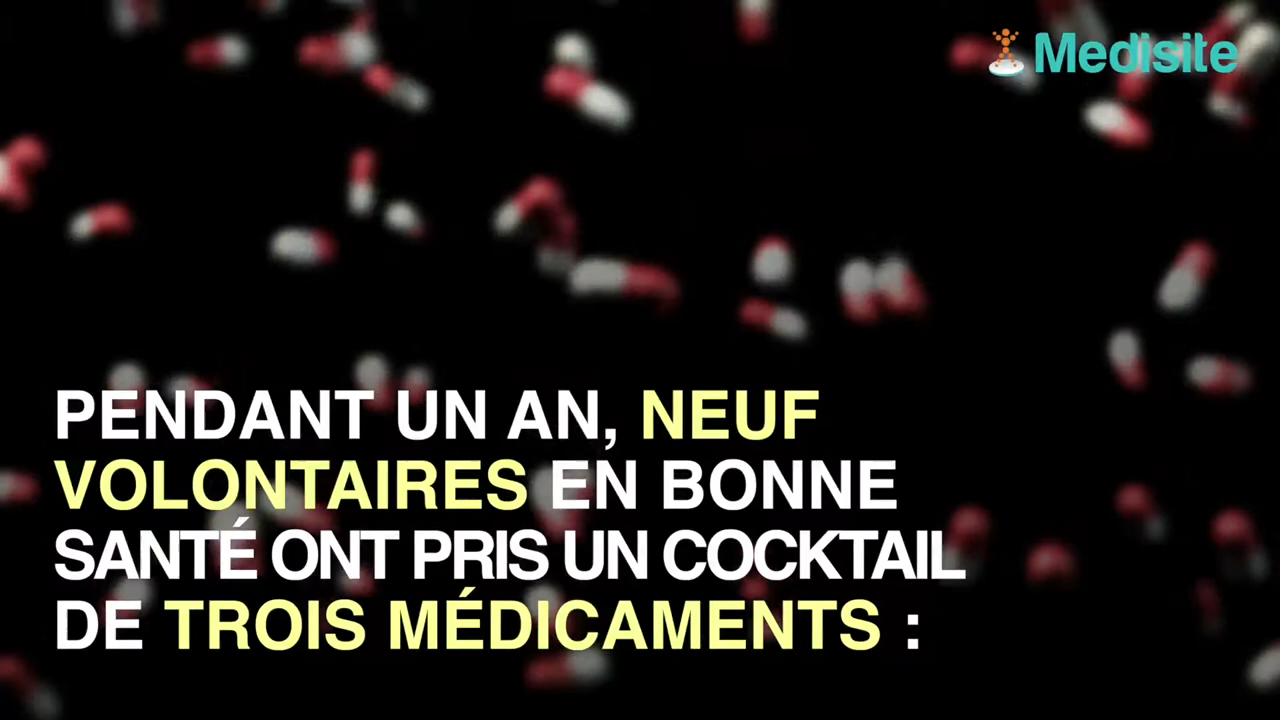 Medisite
PENDANT UN AN, NEUF
VOLONTAIRES EN BONNE
SANTÉ ONT PRIS UN COCKTAIL
DE TROIS MÉDICAMENTS :